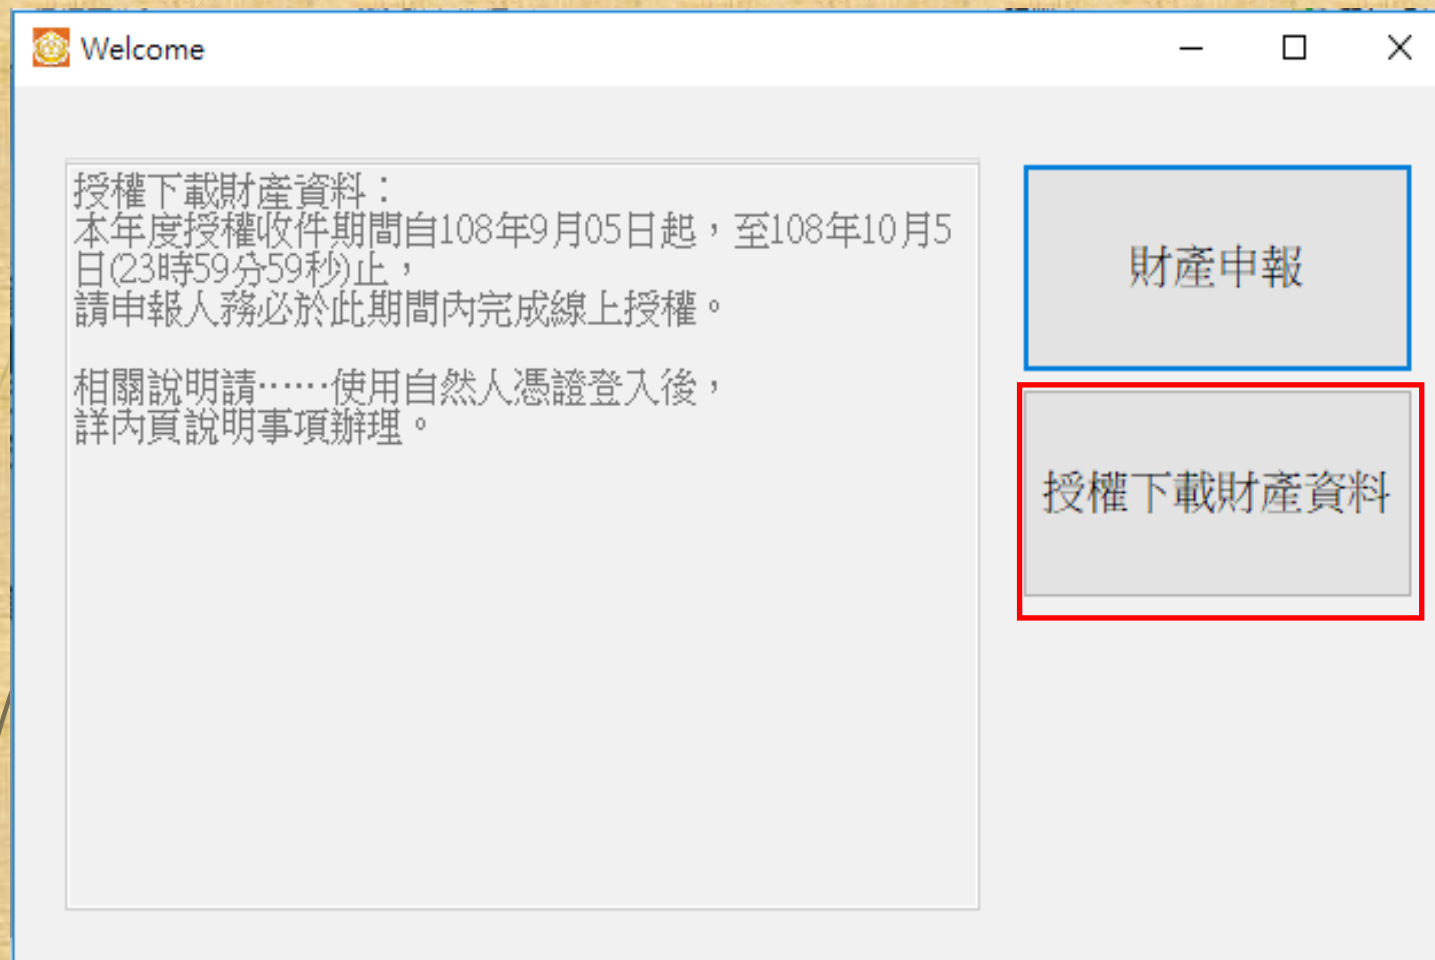 Welcome
授權下載財產資料：
本年度授權收件期間自108年9月05日起，至108年10月5
日(23時59分59秒)止，
請申報人務必於此期間內完成線上授權。
相關說明請……使用自然人憑證登入後，
詳內頁說明事項辦理。
財產申報
授權下載財產資料